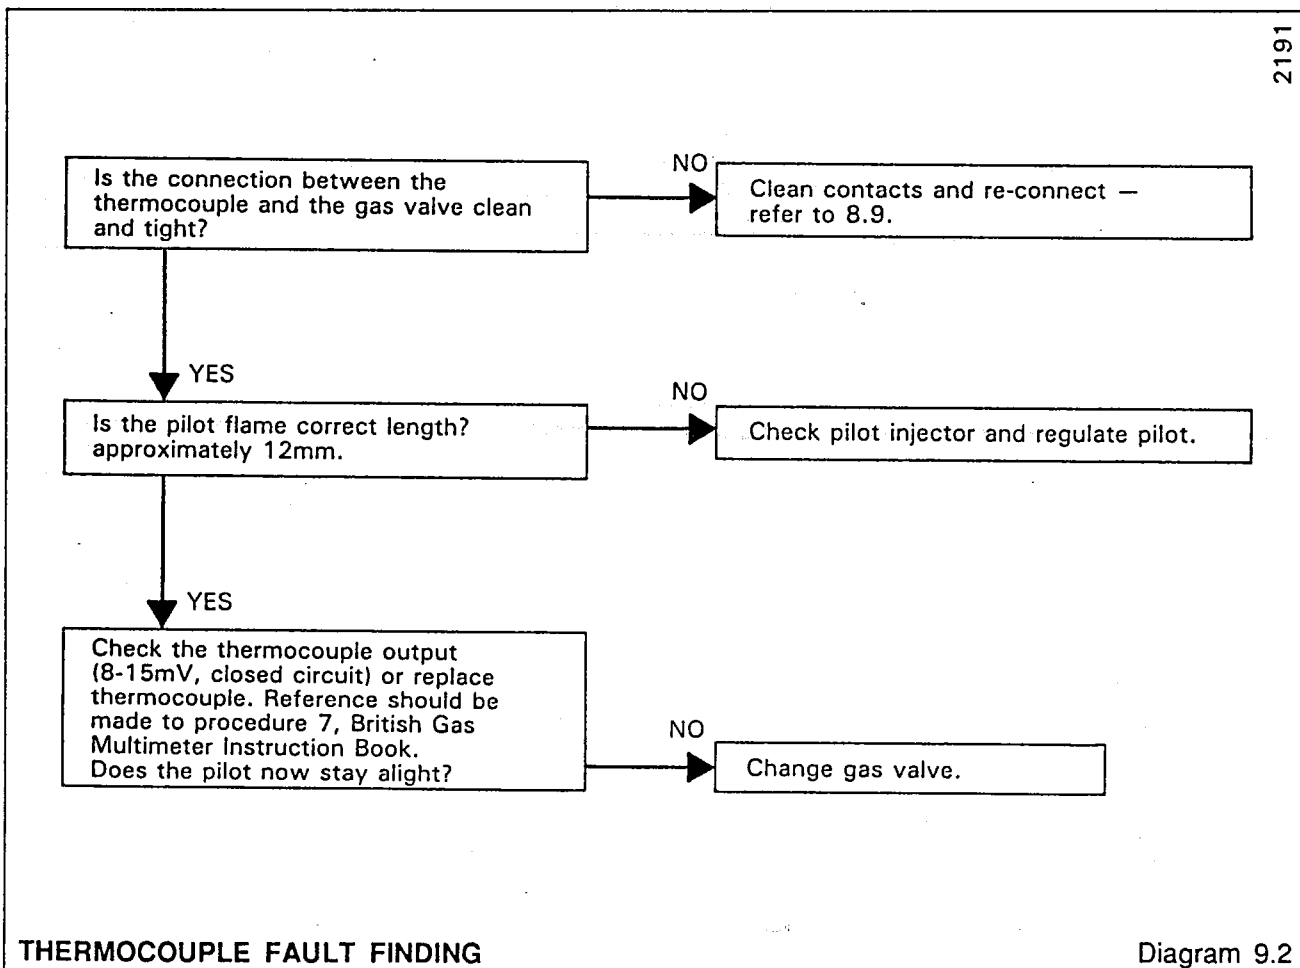 2191
Is the connection between the
thermocouple and the gas valve clean
and tight?
NO
Clean contacts and re-connect —
refer to 8.9.
YES
Is the pilot flame correct length?
approximately 12mm.
NO
Check pilot injector and regulate pilot.
YES
Check the thermocouple output
(8-15mV, closed circuit) or replace
thermocouple. Reference should be
made to procedure 7, British Gas
Multimeter Instruction Book.
Does the pilot now stay alight?
NO
Change gas valve.
THERMOCOUPLE FAULT FINDING
Diagram 9.2